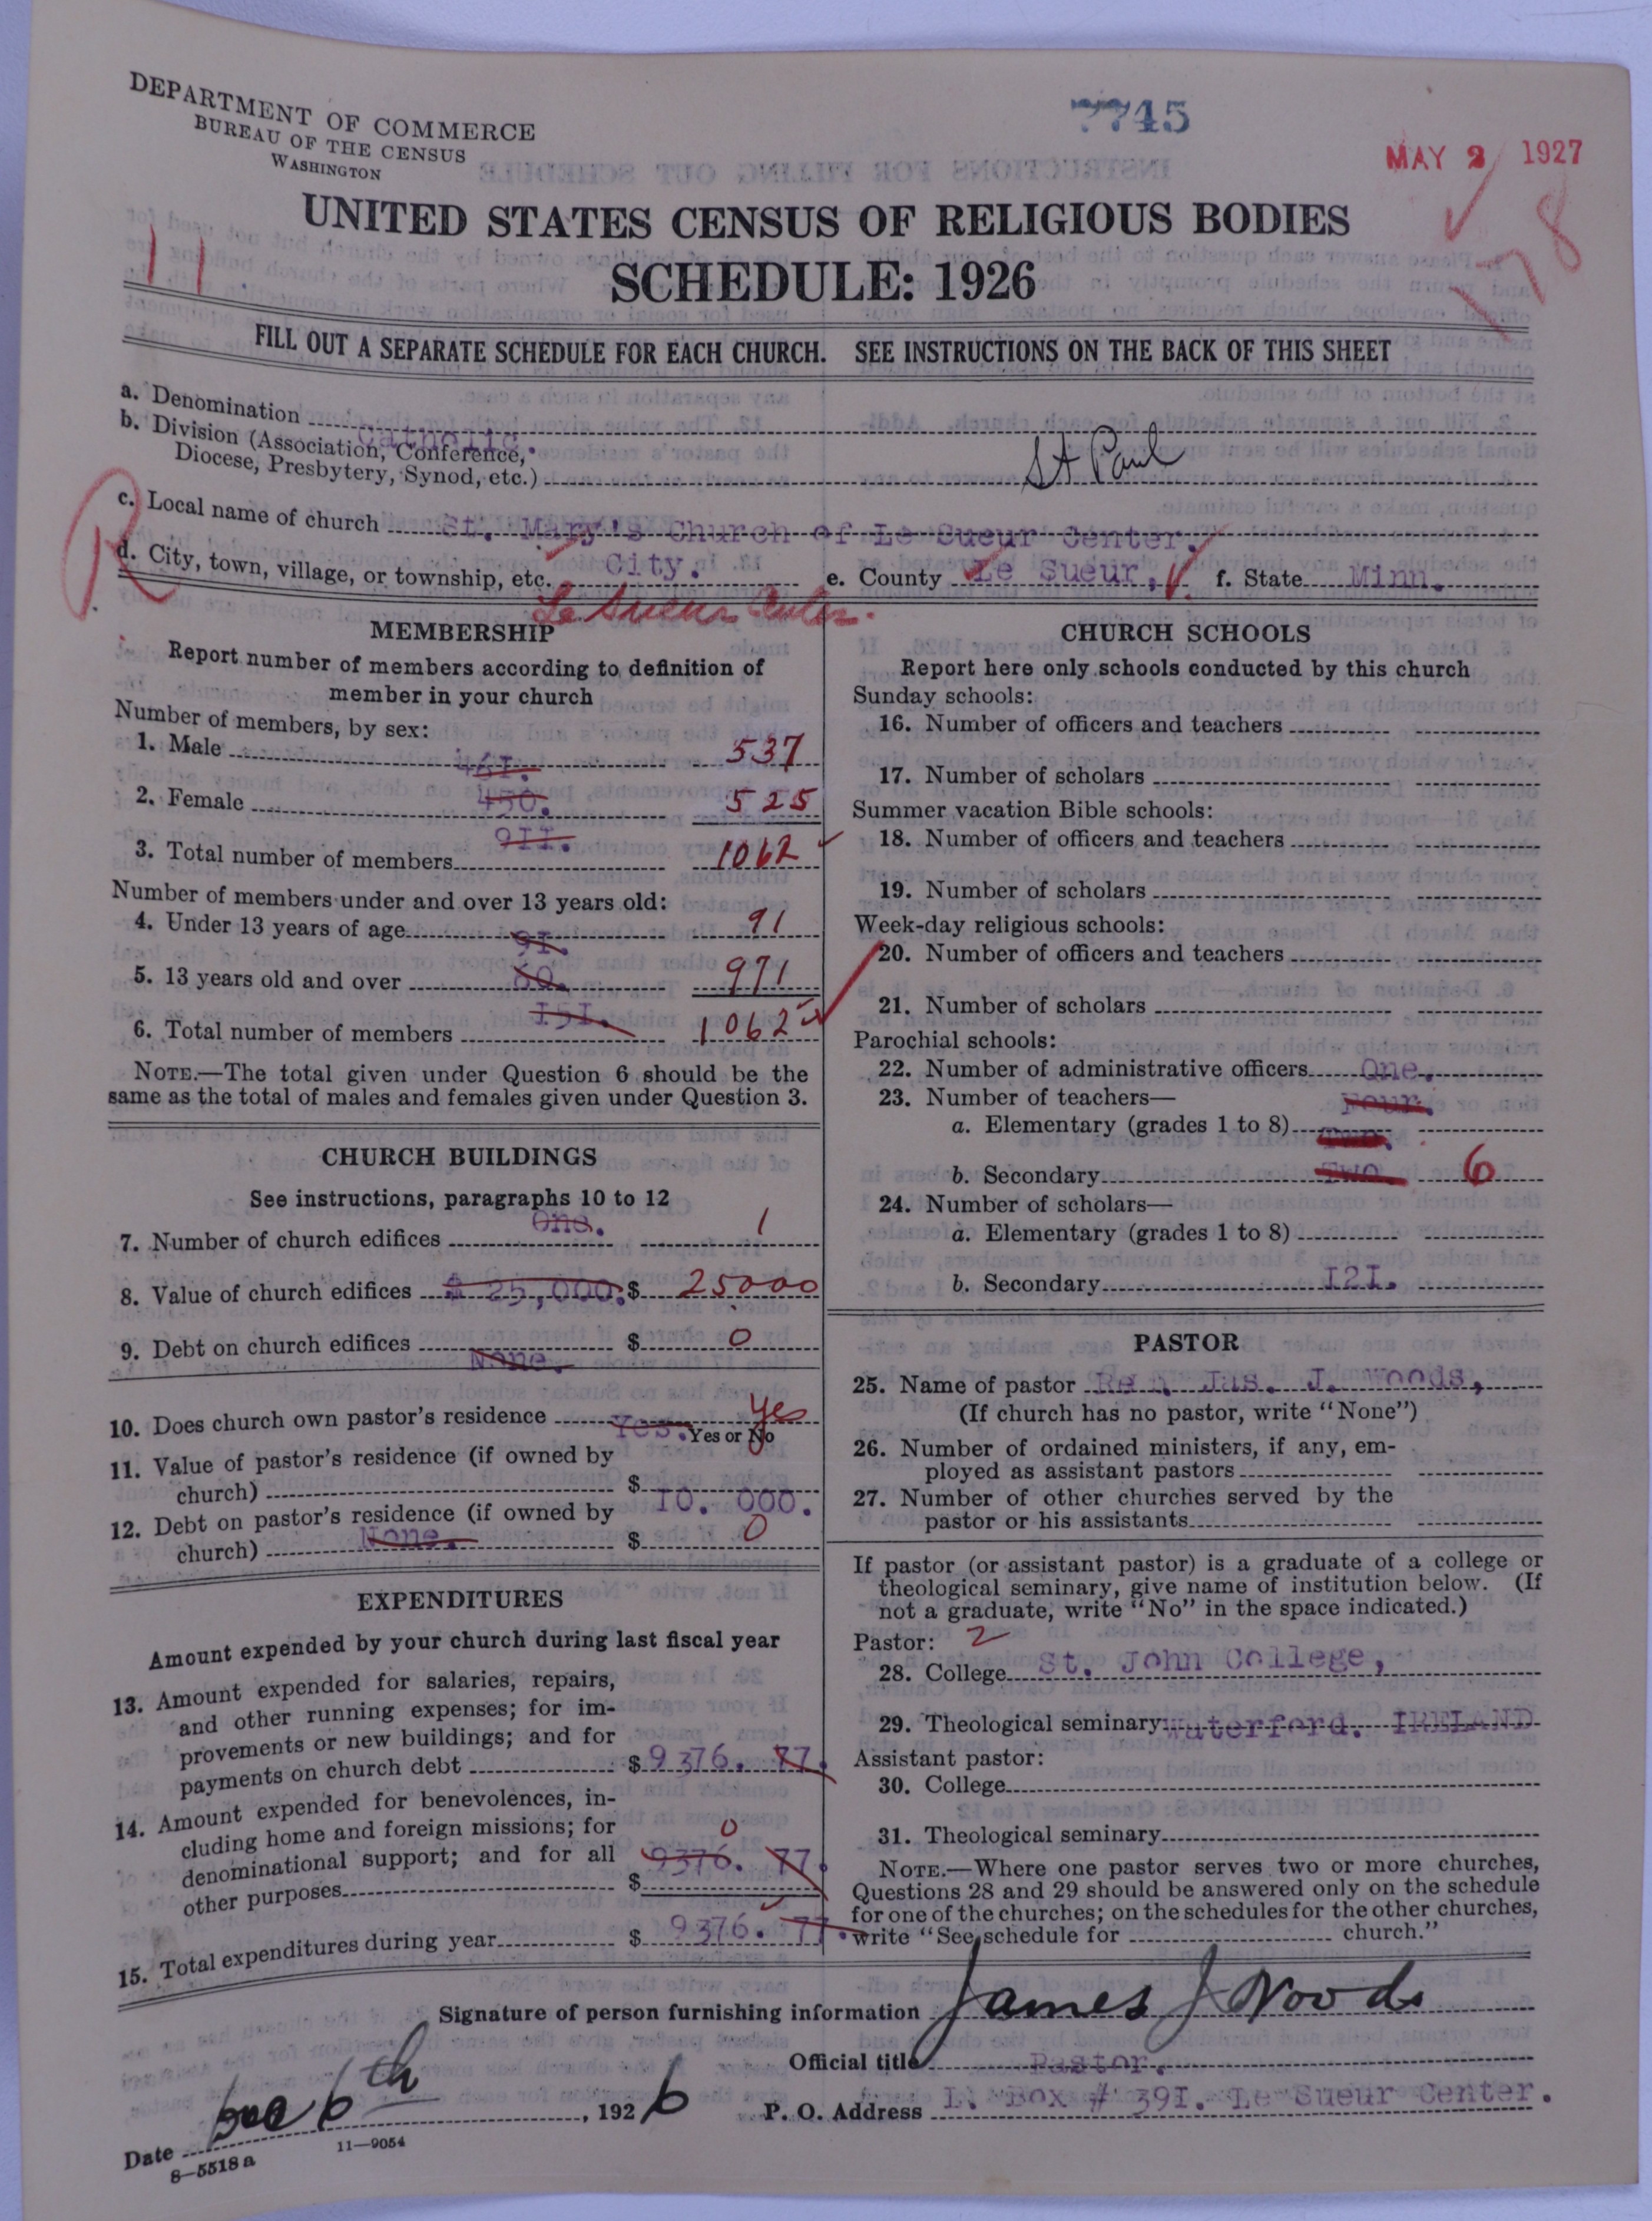 DEPARTMENT OF COMMERCE
BUREAU OF THE CENSUS
WASHINGTON
7745
MAY 2 1927
178
11
UNITED STATES CENSUS OF RELIGIOUS BODIES
SCHEDULE: 1926
FILL OUT A SEPARATE SCHEDULE FOR EACH CHURCH. SEE INSTRUCTIONS ON THE BACK OF THIS SHEET
a. Denomination Catholic.
b. Division (Association, Conference,
Diocese, Presbytery, Synod, etc.) St Paul
R
c. Local name of church St. Mary's Church of Le Sueur Center.
d. City, town, village, or township, etc. City. e. County Le Sueur, f. State Minn.
Le Sueur Center.
MEMBERSHIP
Report number of members according to definition of
member in your church
Number of members, by sex:
1. Male 461. 537
2. Female 450. 525
3. Total number of members 911. 1062
Number of members under and over 13 years old:
4. Under 13 years of age 91. 91
5. 13 years old and over 60. 971
6. Total number of members 151. 1062
NOTE.—The total given under Question 6 should be the
same as the total of males and females given under Question 3.
CHURCH BUILDINGS
See instructions, paragraphs 10 to 12
7. Number of church edifices One. 1
8. Value of church edifices $ 25,000. $ 25000
9. Debt on church edifices None. $ 0
10. Does church own pastor's residence Yes. Yes or No yes
11. Value of pastor's residence (if owned by
church) $ 10. 000.
12. Debt on pastor's residence (if owned by
church) None. $ 0
EXPENDITURES
Amount expended by your church during last fiscal year
13. Amount expended for salaries, repairs,
and other running expenses; for im-
provements or new buildings; and for
payments on church debt $ 9376. 77.
14. Amount expended for benevolences, in-
cluding home and foreign missions; for
denominational support; and for all
other purposes $ 9376. 77. 0
15. Total expenditures during year $ 9376. 77.
CHURCH SCHOOLS
Report here only schools conducted by this church
Sunday schools:
16. Number of officers and teachers
17. Number of scholars
Summer vacation Bible schools:
18. Number of officers and teachers
19. Number of scholars
Week-day religious schools:
20. Number of officers and teachers
21. Number of scholars
Parochial schools:
22. Number of administrative officers One.
23. Number of teachers— Four.
a. Elementary (grades 1 to 8) Two.
b. Secondary Two 6
24. Number of scholars—
a. Elementary (grades 1 to 8)
b. Secondary 121.
PASTOR
25. Name of pastor Jas. J. Woods,
(If church has no pastor, write "None")
26. Number of ordained ministers, if any, em-
ployed as assistant pastors
27. Number of other churches served by the
pastor or his assistants
If pastor (or assistant pastor) is a graduate of a college or
theological seminary, give name of institution below. (If
not a graduate, write "No" in the space indicated.)
Pastor: 2
28. College St. John College,
29. Theological seminary: Waterford. IRELAND
Assistant pastor:
30. College
31. Theological seminary
NOTE.—Where one pastor serves two or more churches,
Questions 28 and 29 should be answered only on the schedule
for one of the churches; on the schedules for the other churches,
write "See schedule for church."
Signature of person furnishing information James J Woods
Official title Pastor.
Date Dec 6th, 1926 P. O. Address L. Box # 391. Le Sueur Center.
8—5518 a 11—9054